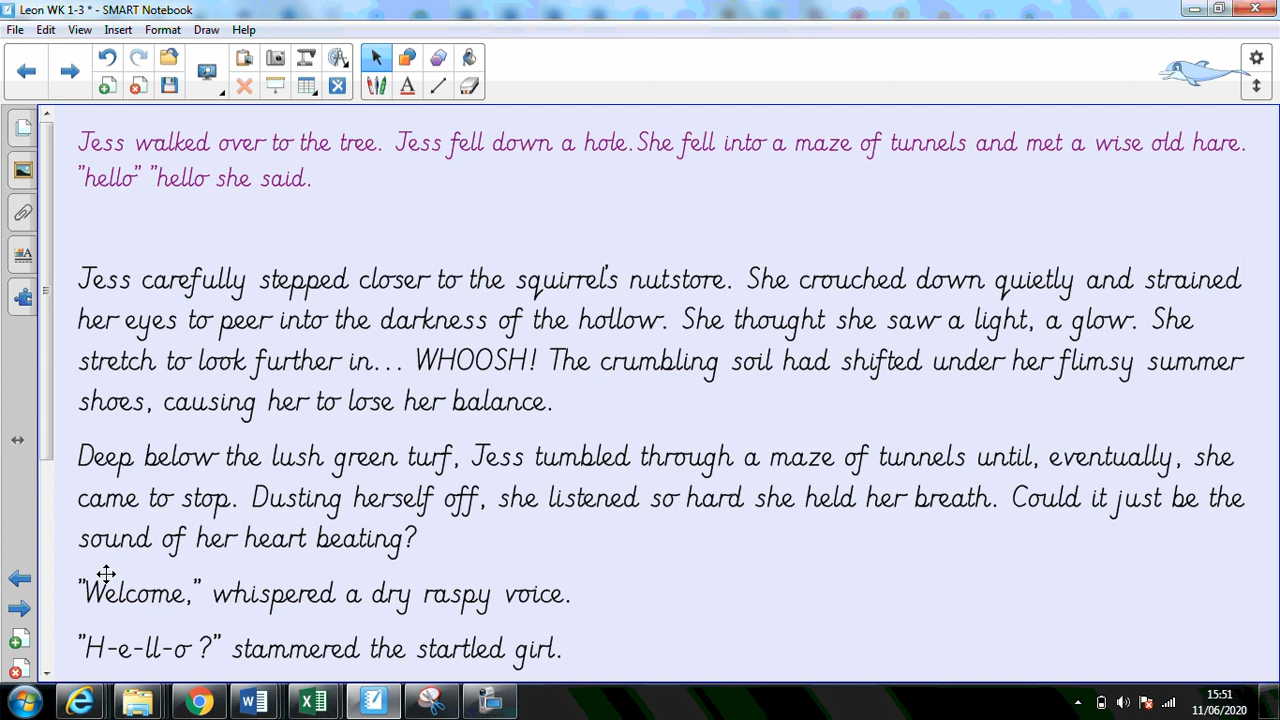 Leon WK 1-3 * - SMART Notebook
File Edit View Insert Format Draw Help
Jess walked over to the tree. Jess fell down a hole.She fell into a maze of tunnels and met a wise old hare.
"hello" "hello she said.
Jess carefully stepped closer to the squirrel's nutstore. She crouched down quietly and strained
her eyes to peer into the darkness of the hollow. She thought she saw a light, a glow. She
stretch to look further in... WHOOSH! The crumbling soil had shifted under her flimsy summer
shoes, causing her to lose her balance.
Deep below the lush green turf, Jess tumbled through a maze of tunnels until, eventually, she
came to stop. Dusting herself off, she listened so hard she held her breath. Could it just be the
sound of her heart beating?
"Welcome," whispered a dry raspy voice.
"H-e-ll-o ?" stammered the startled girl.
15:51
11/06/2020